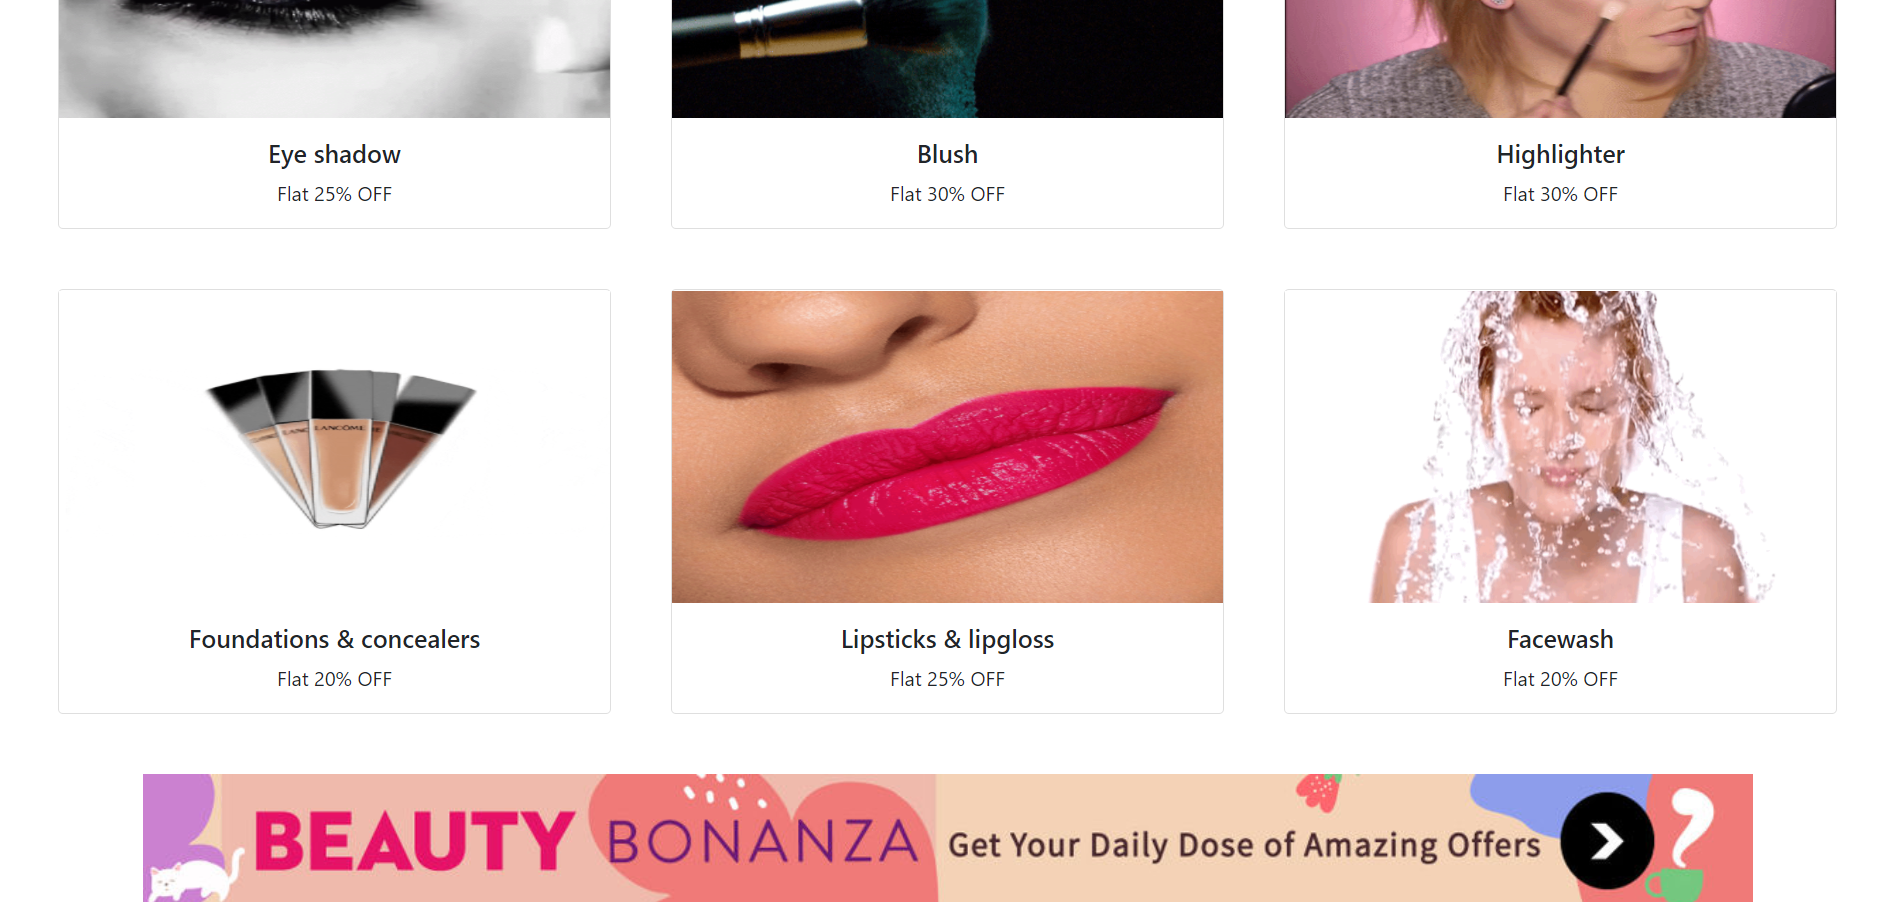 Eye shadow
Flat 25% OFF
Blush
Flat 30% OFF
Highlighter
Flat 30% OFF
LANCÔME
Foundations & concealers
Flat 20% OFF
Lipsticks & lipgloss
Flat 25% OFF
Facewash
Flat 20% OFF
BEAUTY BONANZA Get Your Daily Dose of Amazing Offers